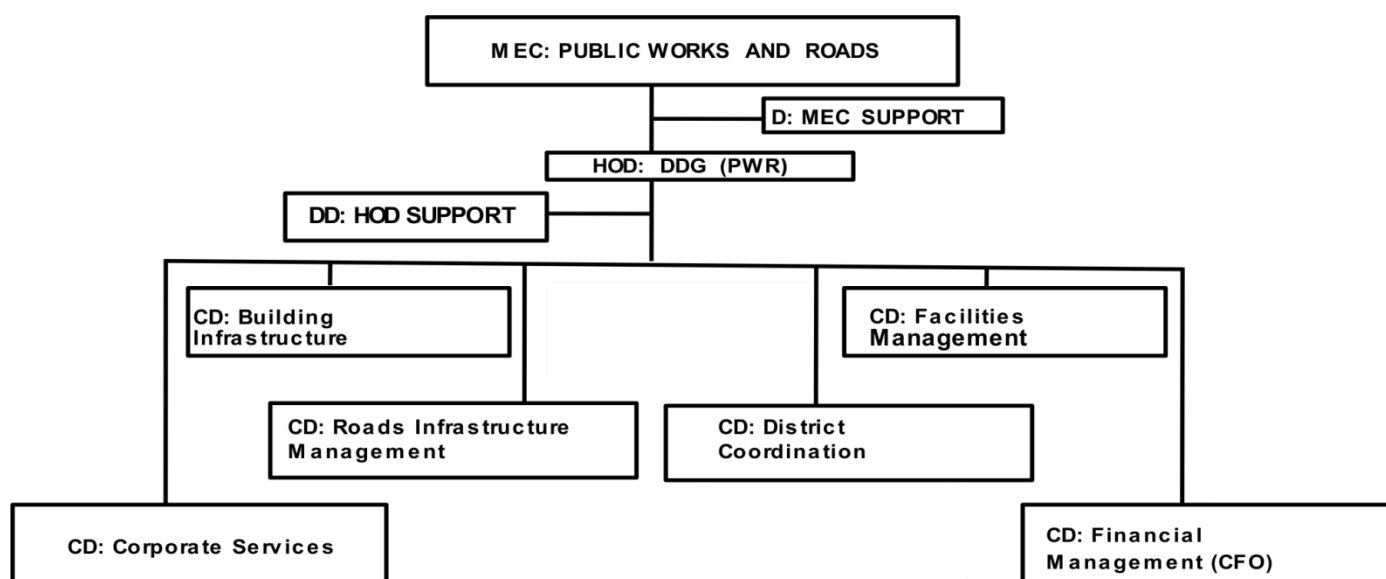 MEC: PUBLIC WORKS AND ROADS
D: MEC SUPPORT
HOD: DDG (PWR)
DD: HOD SUPPORT
CD: Building
Infrastructure
CD: Facilities
Management
CD: Roads Infrastructure
Management
CD: District
Coordination
CD: Corporate Services
CD: Financial
Management (CFO)